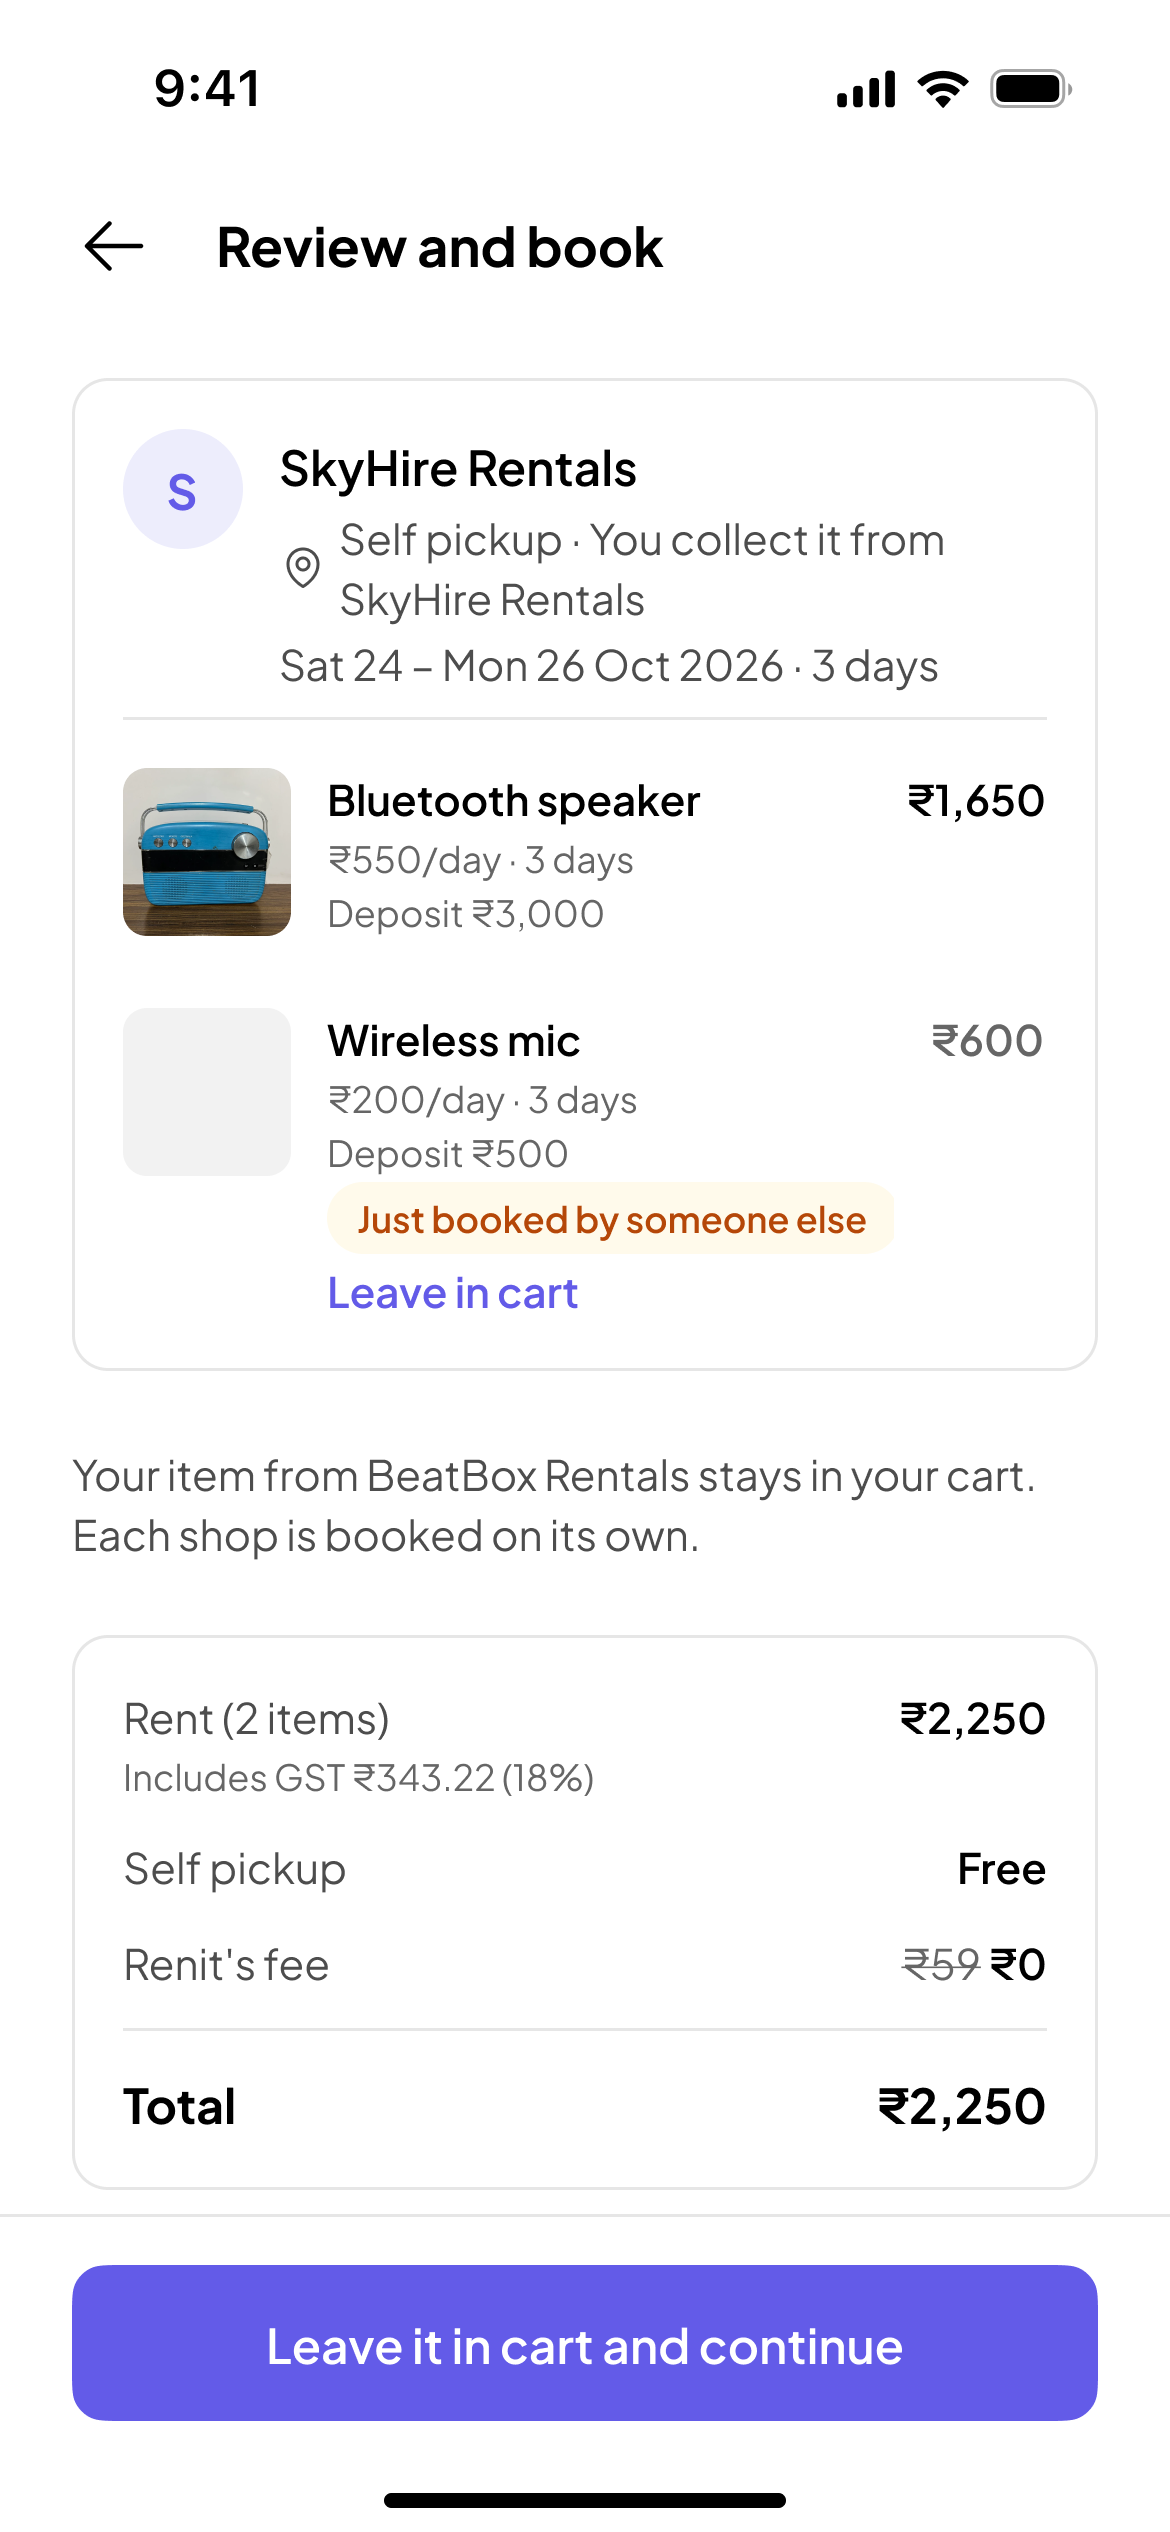 9:41
Review and book
S
SkyHire Rentals
Self pickup · You collect it from
SkyHire Rentals
Sat 24 – Mon 26 Oct 2026 · 3 days
Bluetooth speaker
₹1,650
₹550/day · 3 days
Deposit ₹3,000
Wireless mic
₹600
₹200/day · 3 days
Deposit ₹500
Just booked by someone else
Leave in cart
Your item from BeatBox Rentals stays in your cart.
Each shop is booked on its own.
Rent (2 items)
₹2,250
Includes GST ₹343.22 (18%)
Self pickup
Free
Renit's fee
₹59 ₹0
Total
₹2,250
Leave it in cart and continue